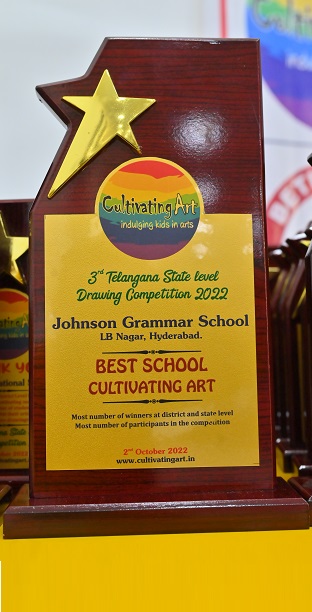 Cultivating Art
indulging kids in arts
3rd Telangana State level
Drawing Competition 2022
Johnson Grammar School
LB Nagar, Hyderabad.
BEST SCHOOL
CULTIVATING ART
Most number of winners at district and state level
Most number of participants in the competition
2nd October 2022
www.cultivatingart.in